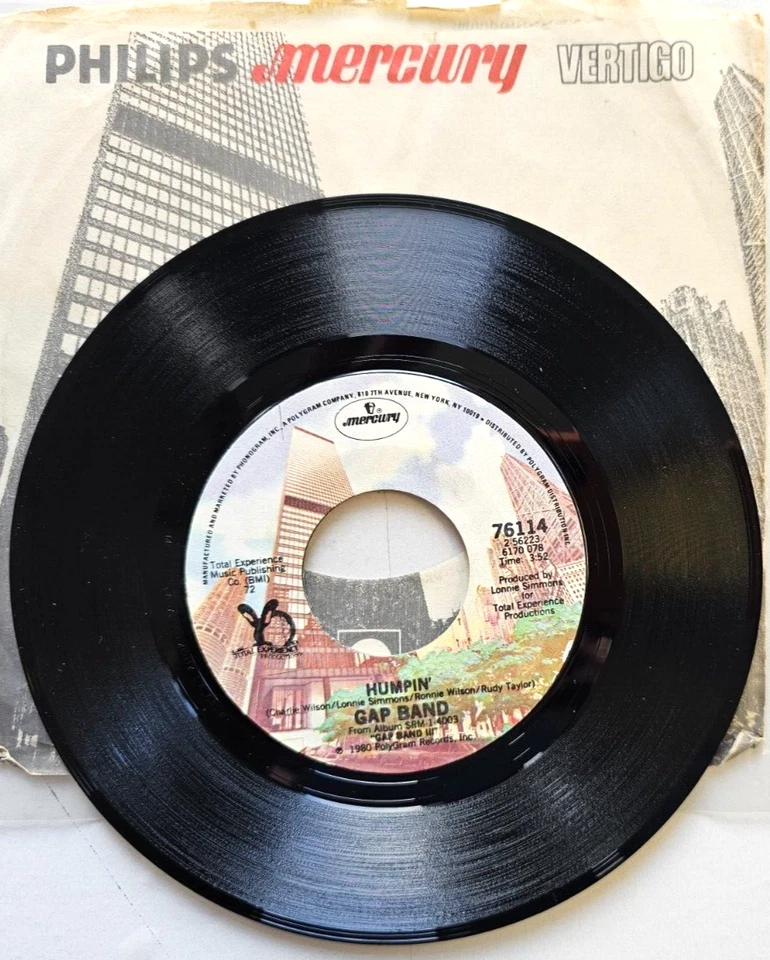 PHILIPS mercury VERTIGO
MANUFACTURED AND MARKETED BY PHONOGRAM, INC., A POLYGRAM COMPANY, 810 7TH AVENUE, NEW YORK, NY 10019 • DISTRIBUTED BY POLYGRAM DISTRIBUTION INC.
mercury
®
76114
2 56223
6170 078
Time: 3:52
Total Experience
Music Publishing
Co. (BMI)
72
Produced by
Lonnie Simmons
for
Total Experience
Productions
TOTAL EXPERIENCE
HUMPIN'
(Charlie Wilson/Lonnie Simmons/Ronnie Wilson/Rudy Taylor)
GAP BAND
From Album SRM-1-4003
"GAP BAND III"
℗ 1980 PolyGram Records, Inc.